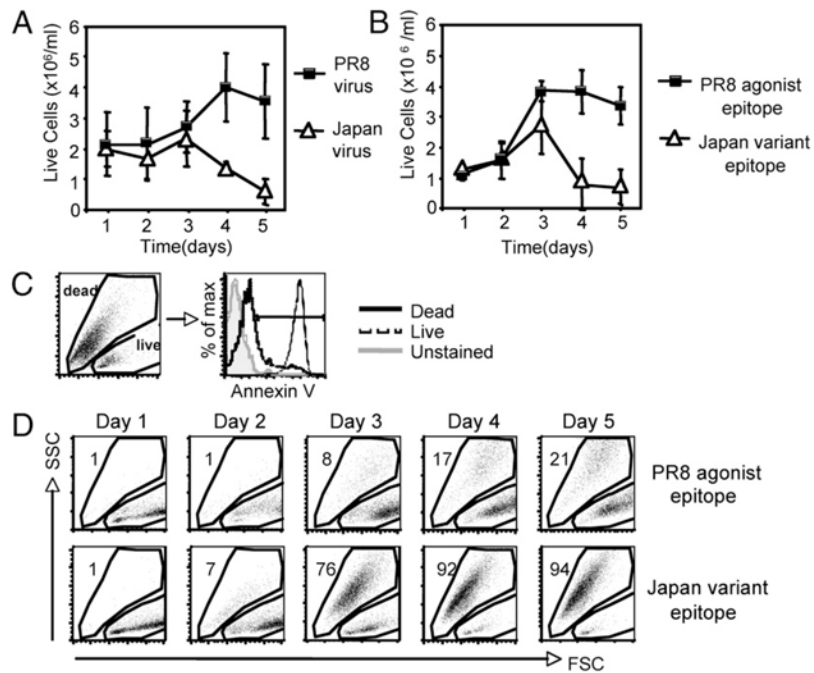 A
Live Cells (x10⁶/ml)
6
5
4
3
2
1
0
1 2 3 4 5
Time(days)
PR8
virus
Japan
virus
B
Live Cells (x10 ⁶ /ml)
6
5
4
3
2
1
0
1 2 3 4 5
Time(days)
PR8 agonist
epitope
Japan variant
epitope
C
dead
live
% of max
Annexin V
Dead
Live
Unstained
D
Day 1 Day 2 Day 3 Day 4 Day 5
SSC
1 1 8 17 21
PR8 agonist
epitope
1 7 76 92 94
Japan variant
epitope
FSC